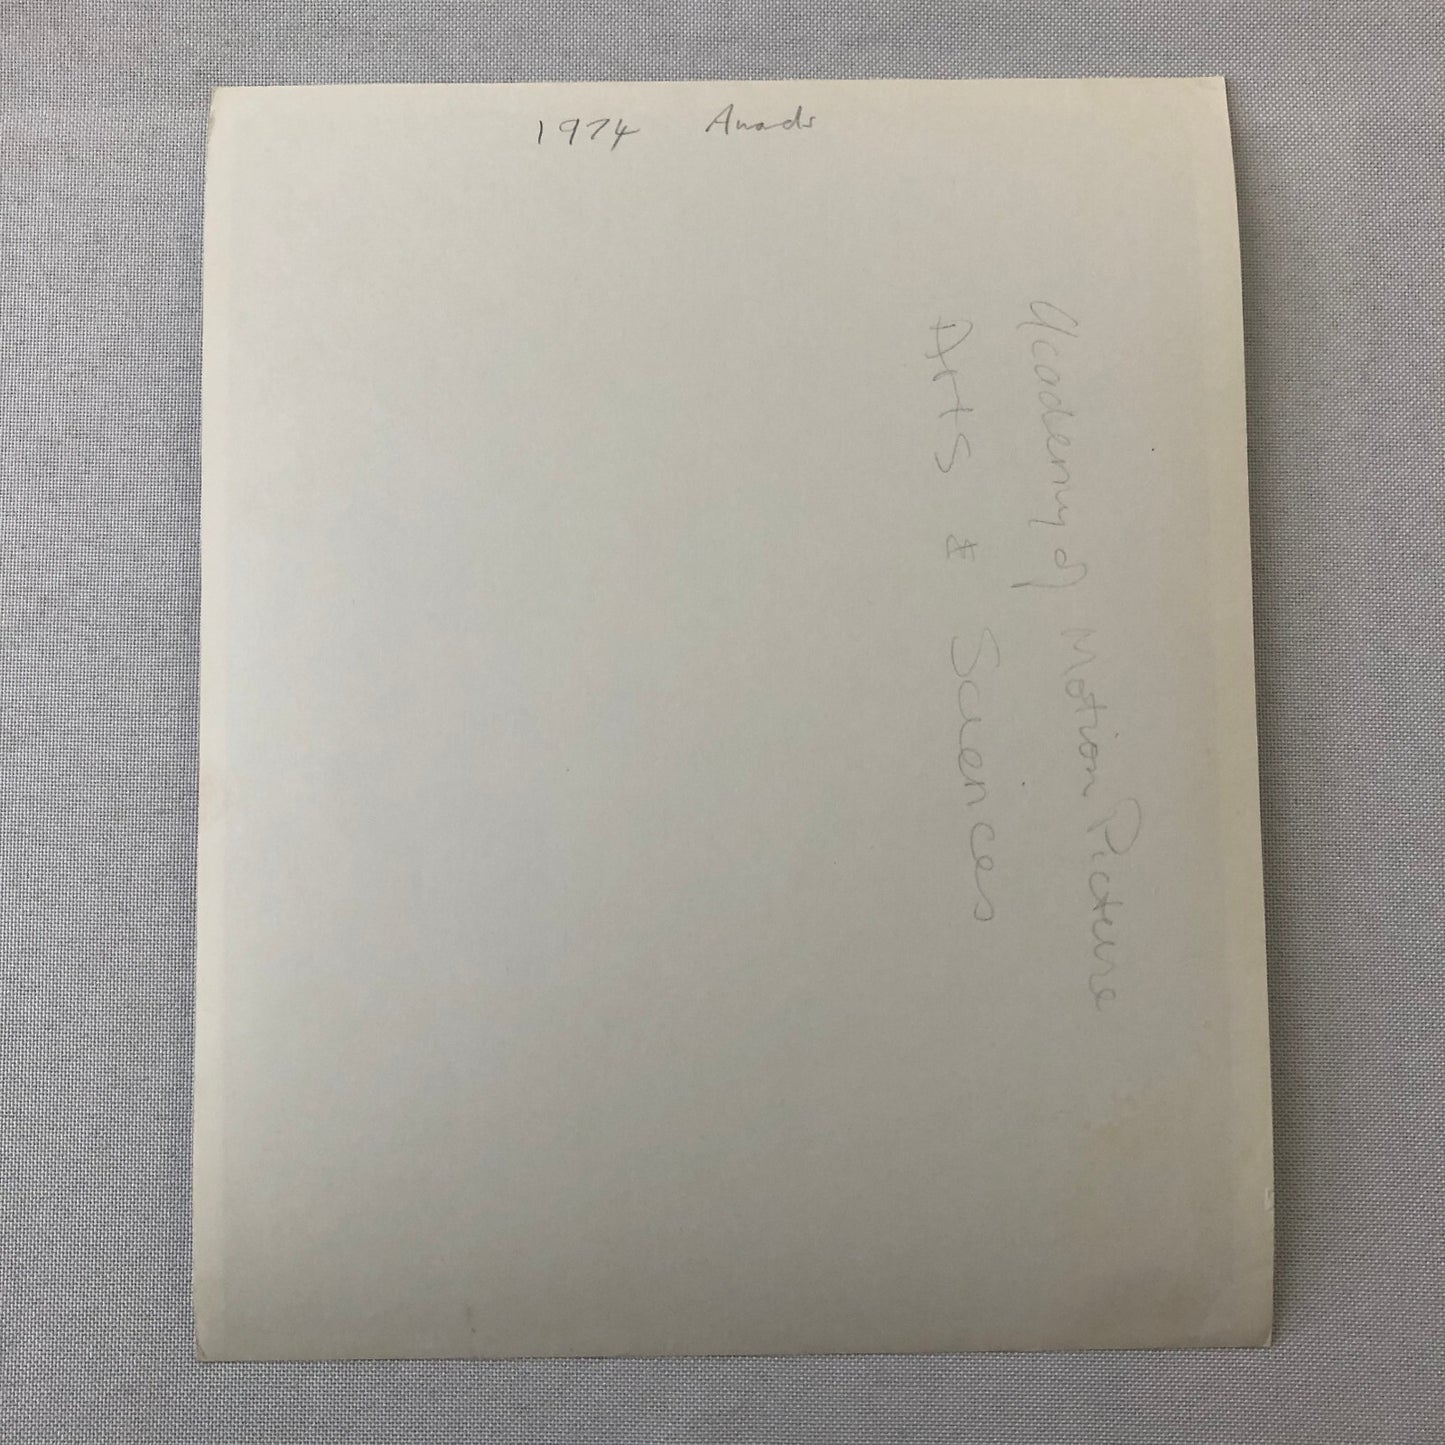 1974 Awards
Academy of Motion Picture
Arts & Sciences